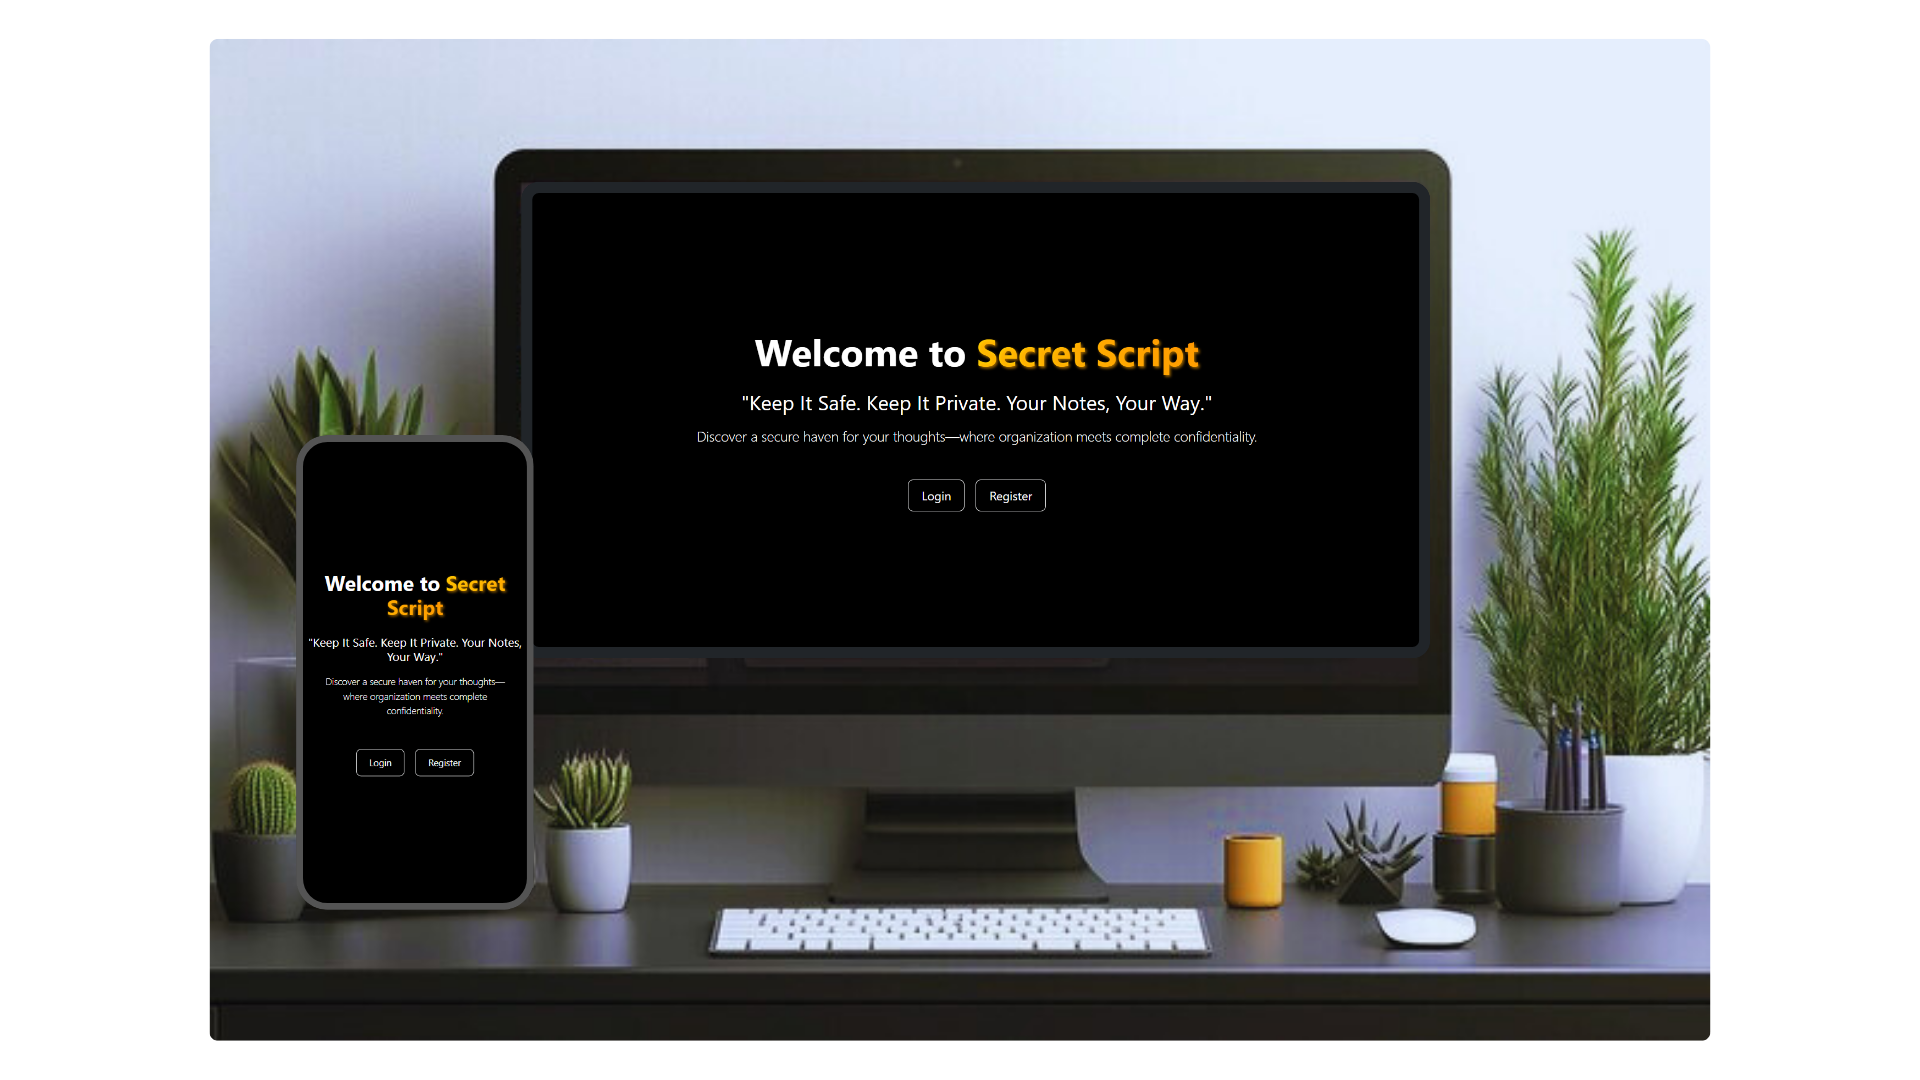 Welcome to Secret Script
"Keep It Safe. Keep It Private. Your Notes, Your Way."
Discover a secure haven for your thoughts—where organization meets complete confidentiality.
Login Register
Welcome to Secret
Script
"Keep It Safe. Keep It Private. Your Notes,
Your Way."
Discover a secure haven for your thoughts—
where organization meets complete
confidentiality.
Login Register